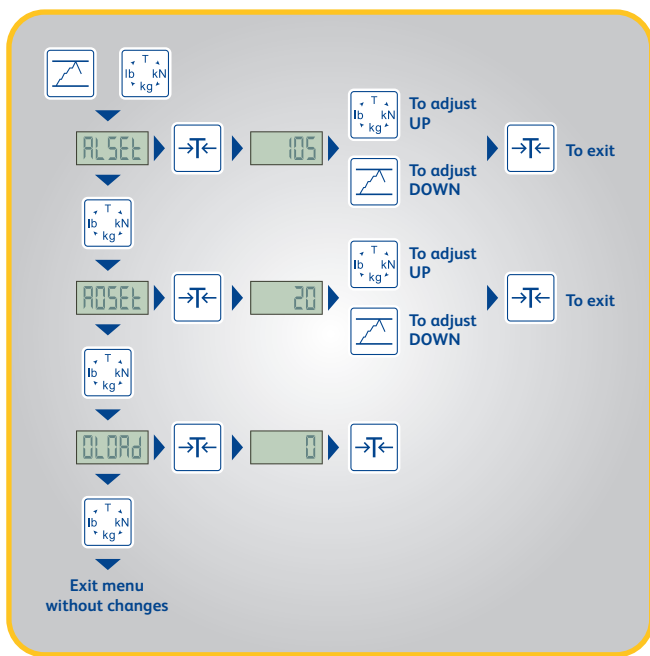 T
lb kN
kg
ALSEt
→T←
105
T
lb kN
kg
To adjust
UP
To adjust
DOWN
→T←
To exit
T
lb kN
kg
AOSEt
→T←
20
T
lb kN
kg
To adjust
UP
To adjust
DOWN
→T←
To exit
T
lb kN
kg
OLOAd
→T←
0
→T←
T
lb kN
kg
Exit menu
without changes